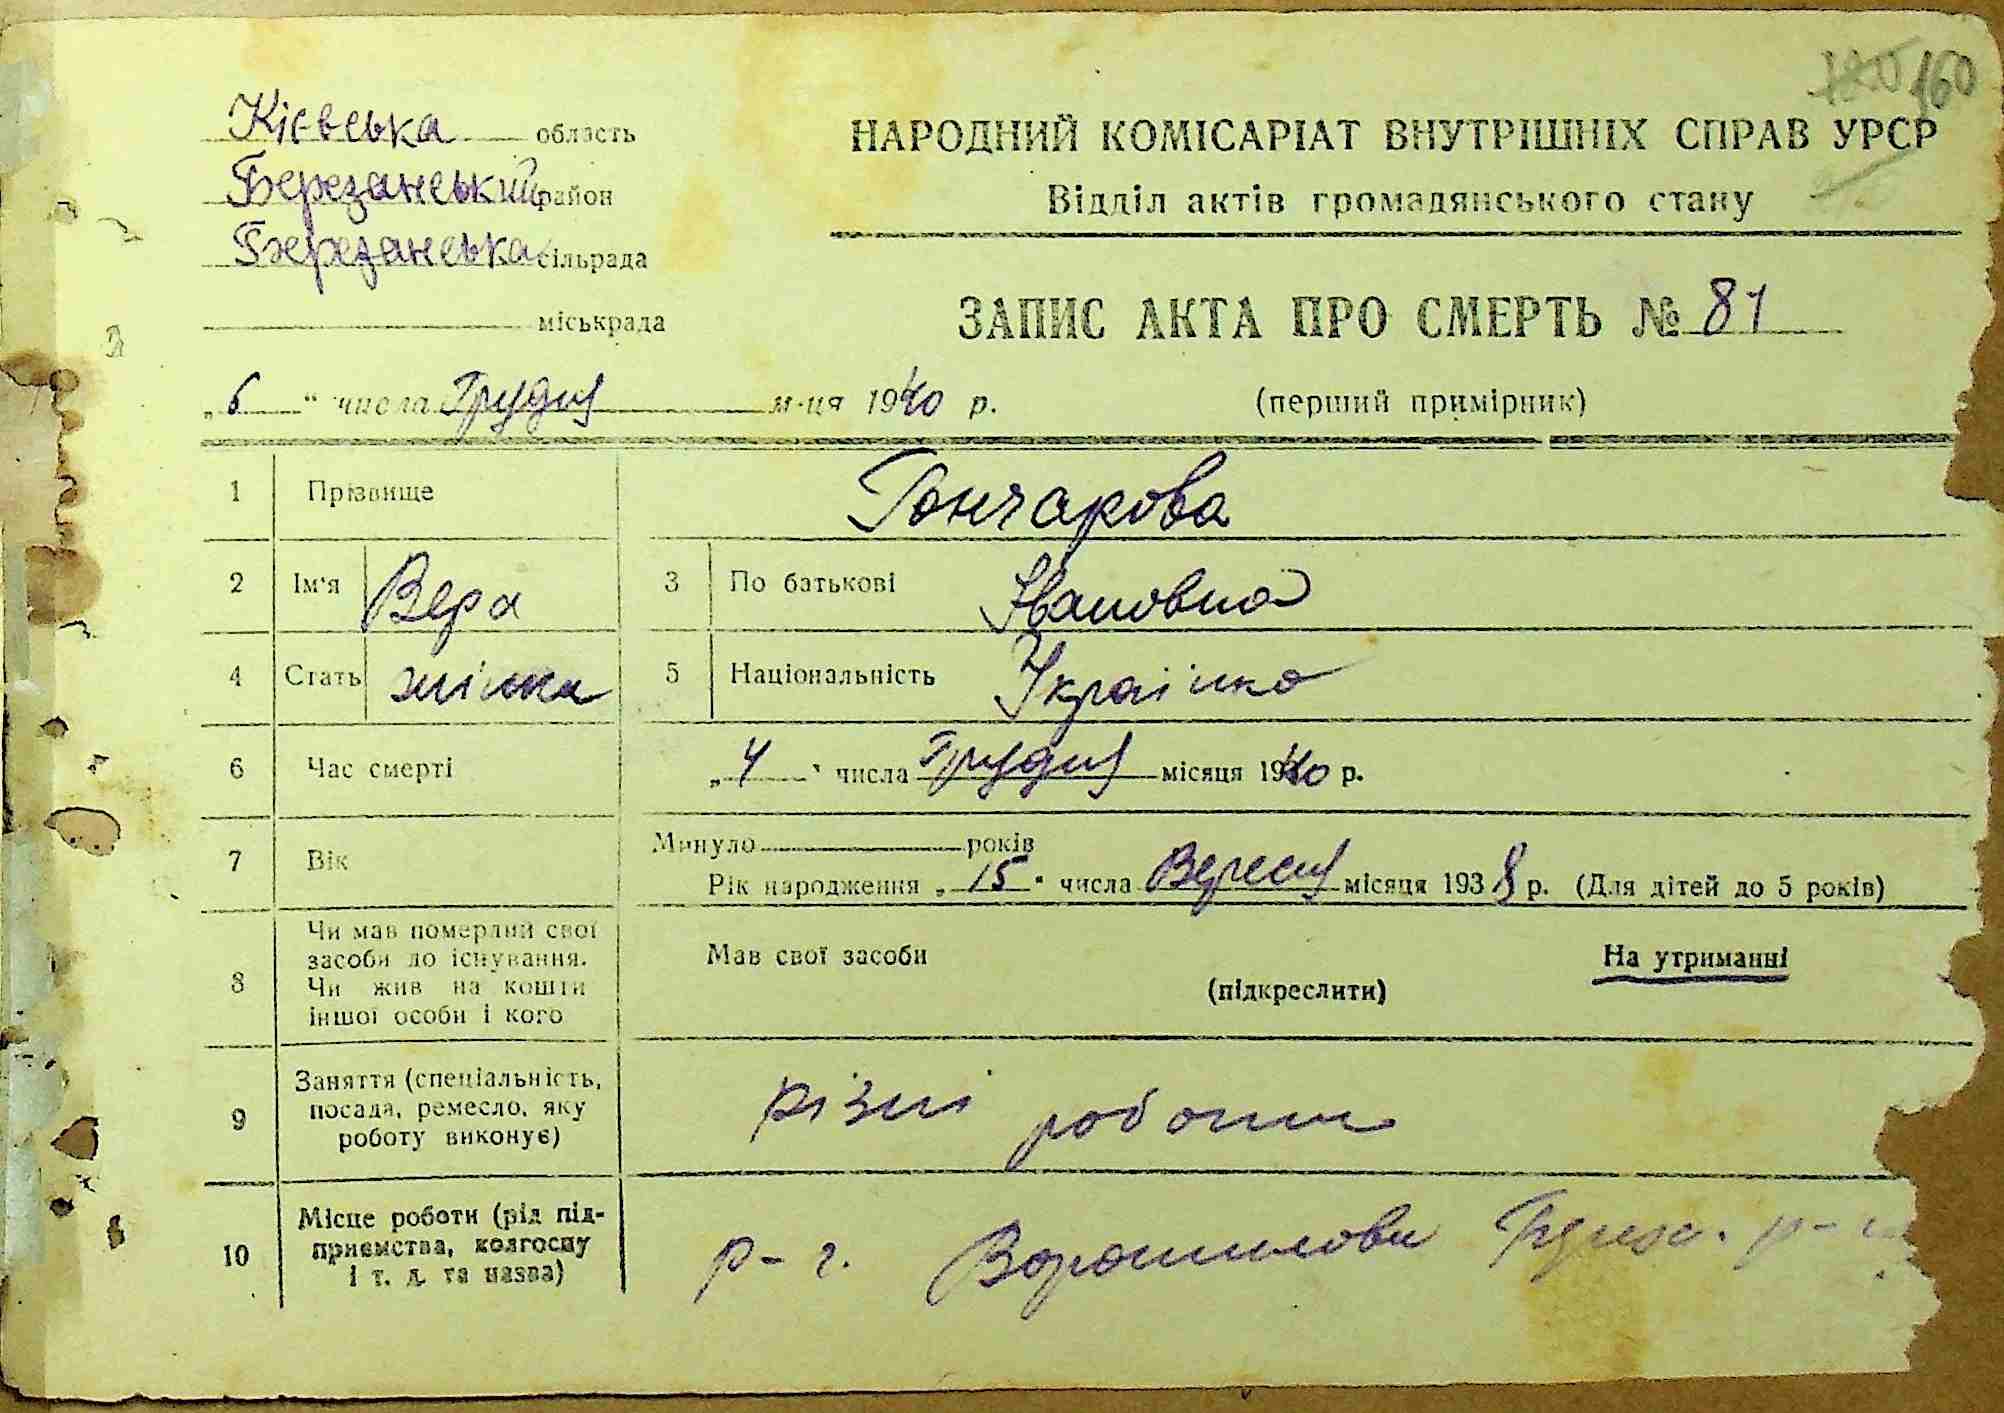 160
Кієвська область
НАРОДНИЙ КОМІСАРІАТ ВНУТРІШНІХ СПРАВ УРСР
Березанський район
Відділ актів громадянського стану
Березанська сільрада
міськрада
ЗАПИС АКТА ПРО СМЕРТЬ № 81
„6“ числа Грудня м-ця 1940 р.
(перший примірник)
1 Прізвище Гончарова
2 Ім'я Вера 3 По батькові Івановна
4 Стать жінка 5 Національність Українка
6 Час смерті „4“ числа Грудня місяця 1940 р.
Минуло років
7 Вік Рік народження „15“ числа Вересня місяця 1938 р. (Для дітей до 5 років)
8 Чи мав померлий свої
засоби до існування.
Чи жив на кошти
іншої особи і кого
Мав свої засоби На утриманні
(підкреслити)
9 Заняття (спеціальність,
посада, ремесло, яку
роботу виконує)
різні роботи
10 Місце роботи (рід під-
приємства, колгоспу
і т. д. та назва)
р-г. Ворошилова